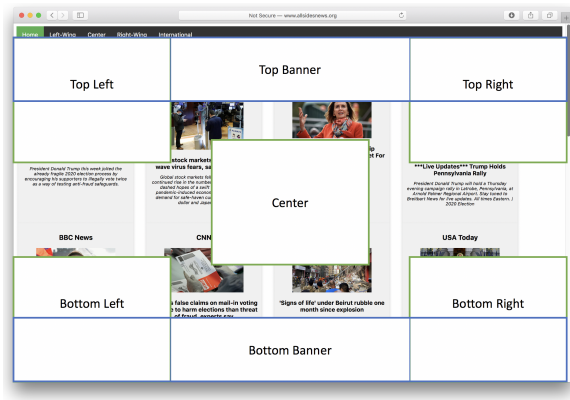 Not Secure — www.allsidesnews.org
Home Left-Wing Center Right-Wing International
Top Left
Top Banner
Top Right
stock markets
wave virus fears, sa
Global stock markets fell
continued rise in the number
dashed hopes of a swift
pandemic-induced econom
demand for safe-haven cu
dollar and Japan
President Donald Trump this week jolted the
already fragile 2020 election process by
encouraging his supporters to illegally vote twice
as a way of testing anti-fraud safeguards.
et For
***Live Updates*** Trump Holds
Pennsylvania Rally
President Donald Trump will hold a Thursday
evening campaign rally in Latrobe, Pennsylvania, at
Arnold Palmer Regional Airport. Stay tuned to
Breitbart News for live updates. All times Eastern. |
2020 Election
Center
BBC News
CNN
USA Today
Bottom Left
false claims on mail-in voting
to harm elections than threat
of fraud, experts say
'Signs of life' under Beirut rubble one
month since explosion
Bottom Right
Bottom Banner